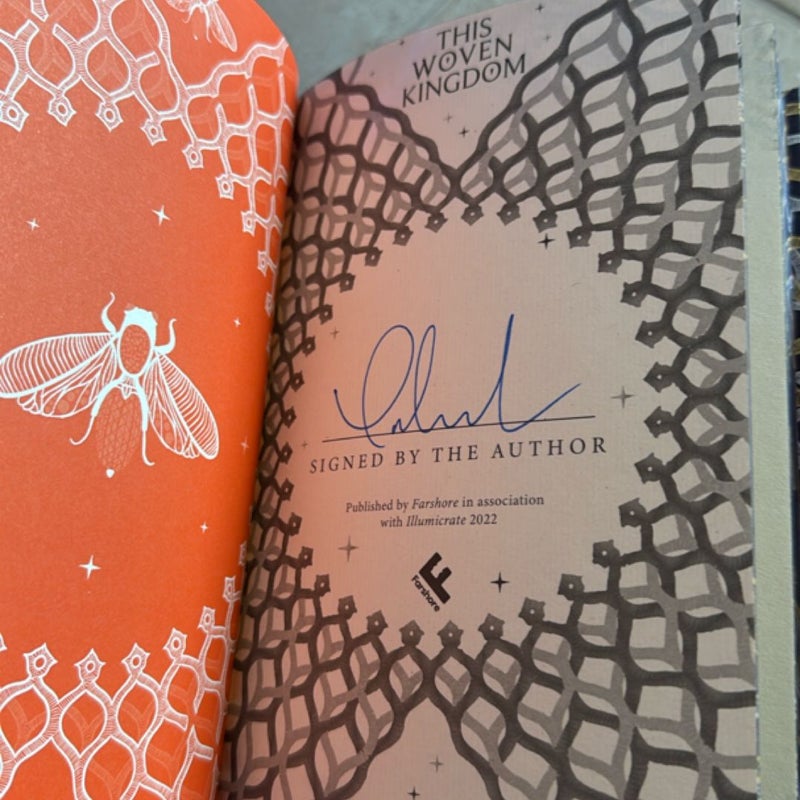 THIS
WOVEN
KINGDOM
SIGNED BY THE AUTHOR
Published by Farshore in association
with Illumicrate 2022
Farshore